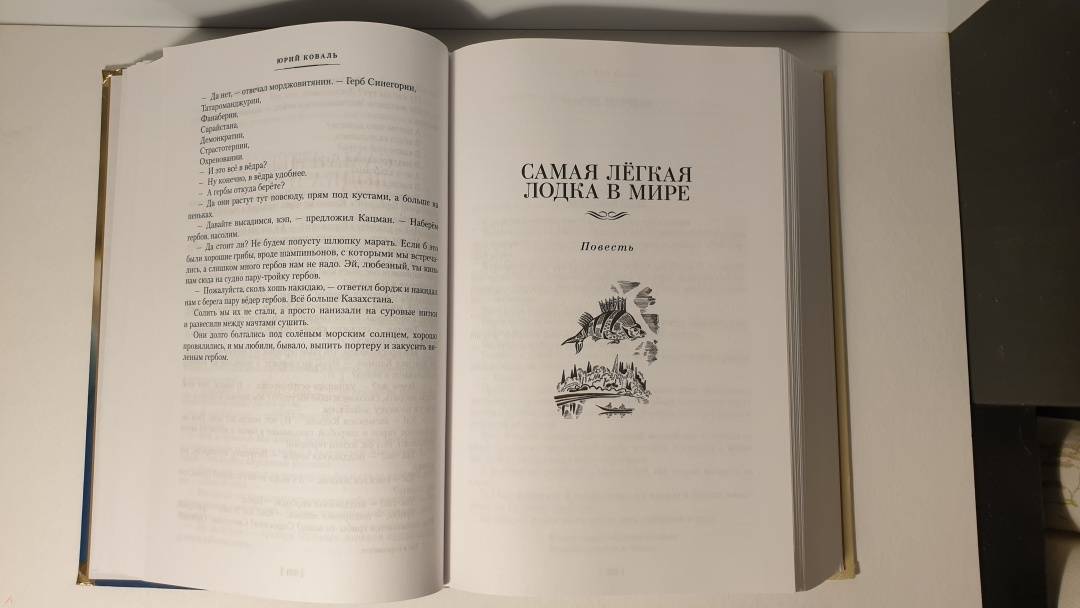 ЮРИЙ КОВАЛЬ
— Да нет, — отвечал морджовитянин. — Герб Синегории,
Татароманджурии,
Фанаберии,
Сарайстана,
Демонкратии,
Страстотерпии,
Охреновании.
— И это всё в вёдра?
— Ну конечно, в вёдра удобнее.
— А гербы откуда берёте?
— Да они растут тут повсюду, прям под кустами, а больше на
пеньках.
— Давайте высадимся, кэп, — предложил Кацман. — Наберём
гербов, насолим.
— Да стоит ли? Не будем попусту шлюпку марать. Если б это
были хорошие грибы, вроде шампиньонов, с которыми мы встреча-
лись, а слишком много гербов нам не надо. Эй, любезный, ты кинь
нам сюда на судно пару-тройку гербов.
— Пожалуйста, сколь хошь накидаю, — ответил бордж и накидал
нам с берега пару вёдер гербов. Всё больше Казахстана.
Солить мы их не стали, а просто нанизали на суровые нитки
и развесили между мачтами сушить.
Они долго болтались под солёным морским солнцем, хорошо
провялились, и мы любили, бывало, выпить портеру и закусить вя-
леным гербом.
САМАЯ ЛЁГКАЯ
ЛОДКА В МИРЕ
Повесть